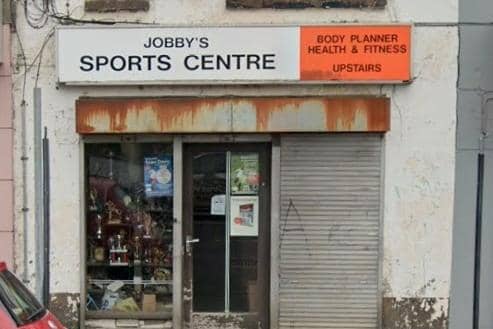 JOBBY'S
SPORTS CENTRE
BODY PLANNER
HEALTH & FITNESS
UPSTAIRS